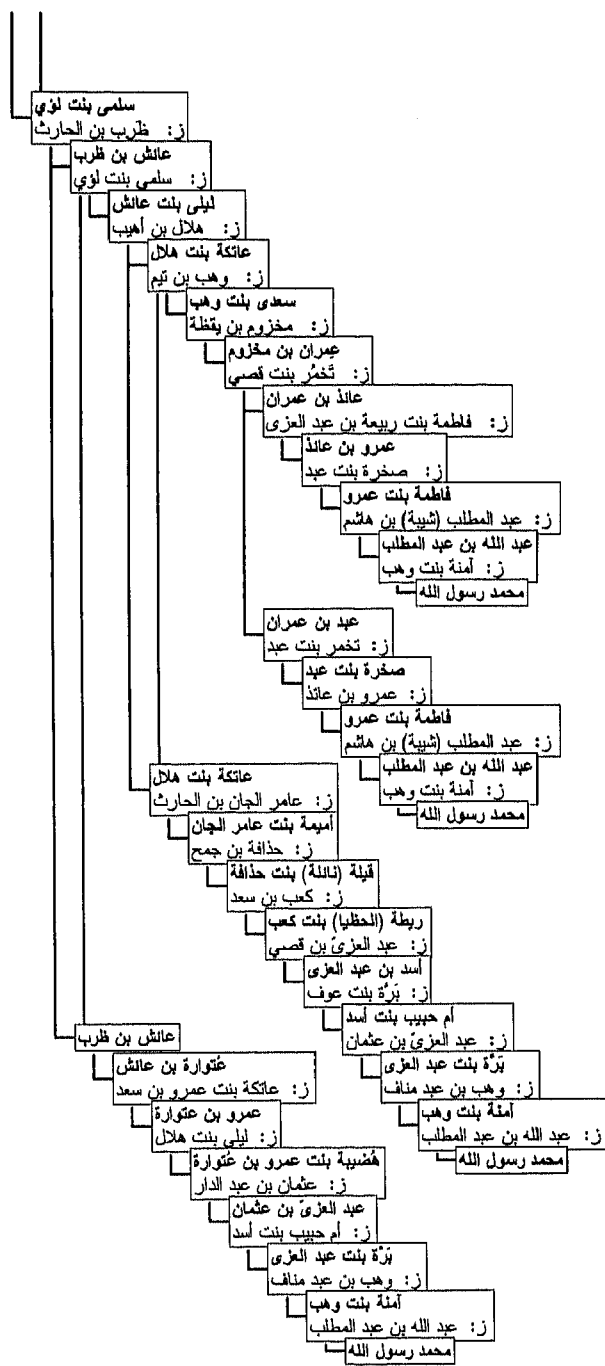 سلمى بنت لؤي
ز: ظرب بن الحارث
عائش بن ظرب
ز: سلمى بنت لؤي
ليلى بنت عائش
ز: هلال بن أهيب
عاتكة بنت هلال
ز: وهب بن تيم
سعدى بنت وهب
ز: مخزوم بن يقظة
عمران بن مخزوم
ز: تَخمُر بنت قصي
عائذ بن عمران
ز: فاطمة بنت ربيعة بن عبد العزى
عمرو بن عائذ
ز: صخرة بنت عبد
فاطمة بنت عمرو
ز: عبد المطلب (شيبة) بن هاشم
عبد الله بن عبد المطلب
ز: آمنة بنت وهب
محمد رسول الله
عبد بن عمران
ز: تخمر بنت عبد
صخرة بنت عبد
ز: عمرو بن عائذ
فاطمة بنت عمرو
ز: عبد المطلب (شيبة) بن هاشم
عبد الله بن عبد المطلب
ز: آمنة بنت وهب
محمد رسول الله
عاتكة بنت هلال
ز: عامر الجان بن الحارث
أميمة بنت عامر الجان
ز: حذافة بن جمح
قيلة (نائلة) بنت حذافة
ز: كعب بن سعد
ريطة (الحظيا) بنت كعب
ز: عبد العزىّ بن قصي
أسد بن عبد العزى
ز: بَرَّة بنت عوف
أم حبيب بنت أسد
ز: عبد العزىّ بن عثمان
بَرَّة بنت عبد العزى
ز: وهب بن عبد مناف
آمنة بنت وهب
ز: عبد الله بن عبد المطلب
محمد رسول الله
عائش بن ظرب
عُتوارة بن عائش
ز: عاتكة بنت عمرو بن سعد
عمرو بن عتوارة
ز: ليلى بنت هلال
هُضيبة بنت عمرو بن عُتوارة
ز: عثمان بن عبد الدار
عبد العزىّ بن عثمان
ز: أم حبيب بنت أسد
بَرَّة بنت عبد العزى
ز: وهب بن عبد مناف
آمنة بنت وهب
ز: عبد الله بن عبد المطلب
محمد رسول الله